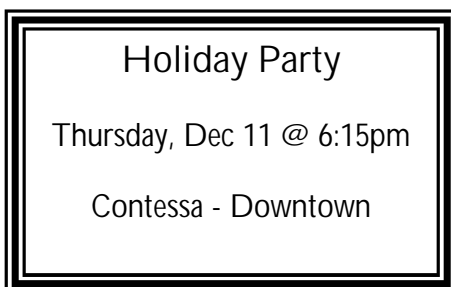 Holiday Party
Thursday, Dec 11 @ 6:15pm
Contessa - Downtown